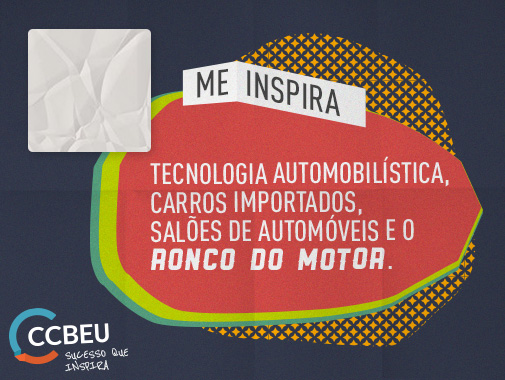 ME INSPIRA
TECNOLOGIA AUTOMOBILÍSTICA,
CARROS IMPORTADOS,
SALÕES DE AUTOMÓVEIS E O
RONCO DO MOTOR.
CCBEU
SUCESSO QUE
INSPIRA